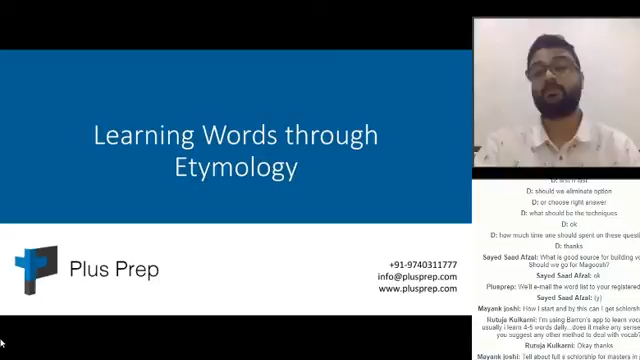 Learning Words through
Etymology
Plus Prep
+91-9740311777
info@plusprep.com
www.plusprep.com
D: should we eliminate option
D: or choose right answer
D: what should be the techniques
D: ok
D: how much time one should spent on these quest
D: thanks
Sayed Saad Afzal: What is good source for building vo
Should we go for Magoosh?
Sayed Saad Afzal: ok
Plusprep: We'll e-mail the word list to your registered
Sayed Saad Afzal: (y)
Mayank joshi: How I start and by this can I get schlorsh
Rutuja Kulkarni: I'm using Barron's app to learn voc
usually i learn 4-5 words daily...does it make any sense
you suggest any other method to deal with vocab?
Rutuja Kulkarni: Okay thanks
Mayank joshi: Tell about full a schlorship for masters in